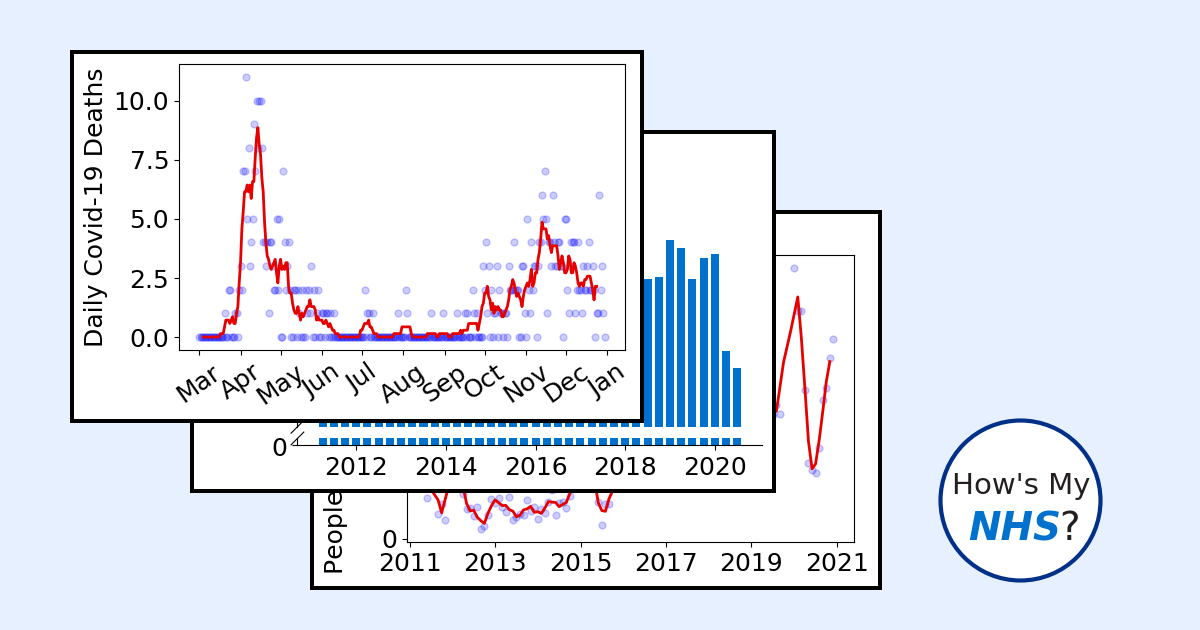 Daily Covid-19 Deaths
10.0
7.5
5.0
2.5
0.0
Mar Apr May Jun Jul Aug Sep Oct Nov Dec Jan
0
2012 2014 2016 2018 2020
People
0
2011 2013 2015 2017 2019 2021
How's My
NHS?